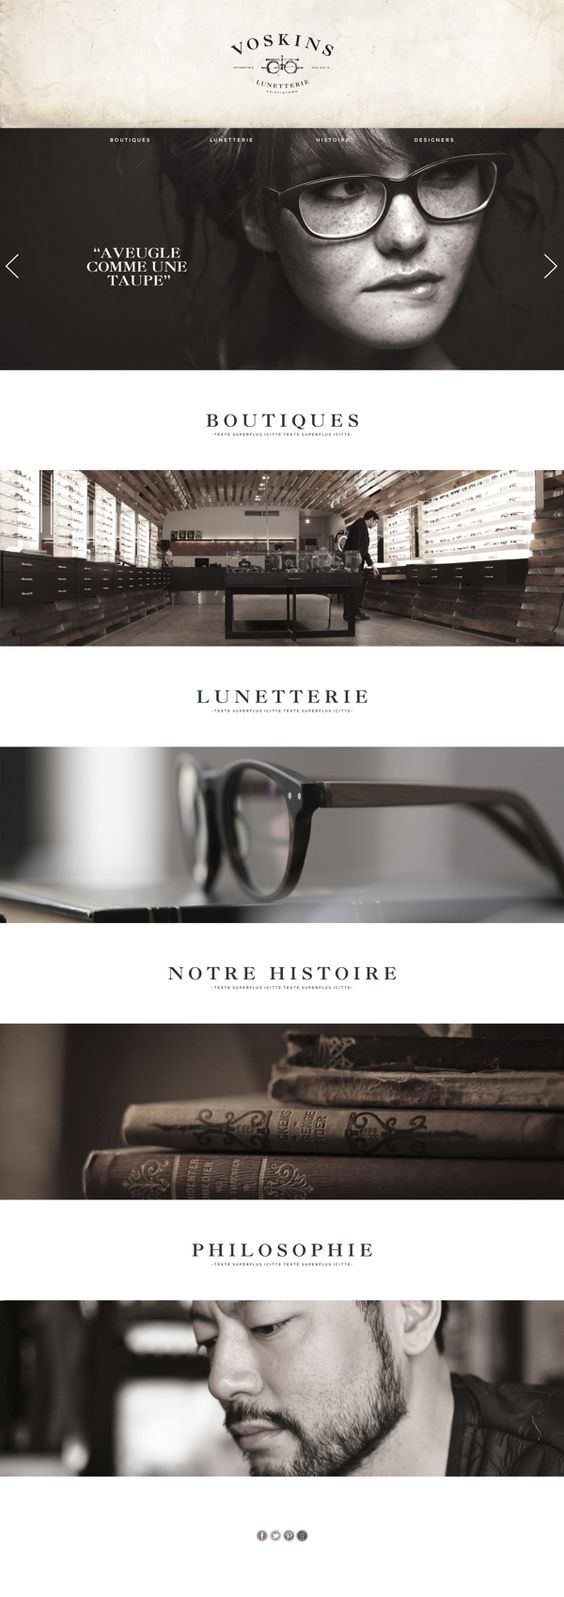 VOSKINS
LUNETTERIE
GRIFFINTOWN
BOUTIQUES
LUNETTERIE
HISTOIRE
DESIGNERS
“AVEUGLE
COMME UNE
TAUPE”
BOUTIQUES
-TEXTE SUPERFLUS ICITTE TEXTE SUPERFLUS ICITTE-
LUNETTERIE
-TEXTE SUPERFLUS ICITTE TEXTE SUPERFLUS ICITTE-
NOTRE HISTOIRE
-TEXTE SUPERFLUS ICITTE TEXTE SUPERFLUS ICITTE-
PHILOSOPHIE
-TEXTE SUPERFLUS ICITTE TEXTE SUPERFLUS ICITTE-